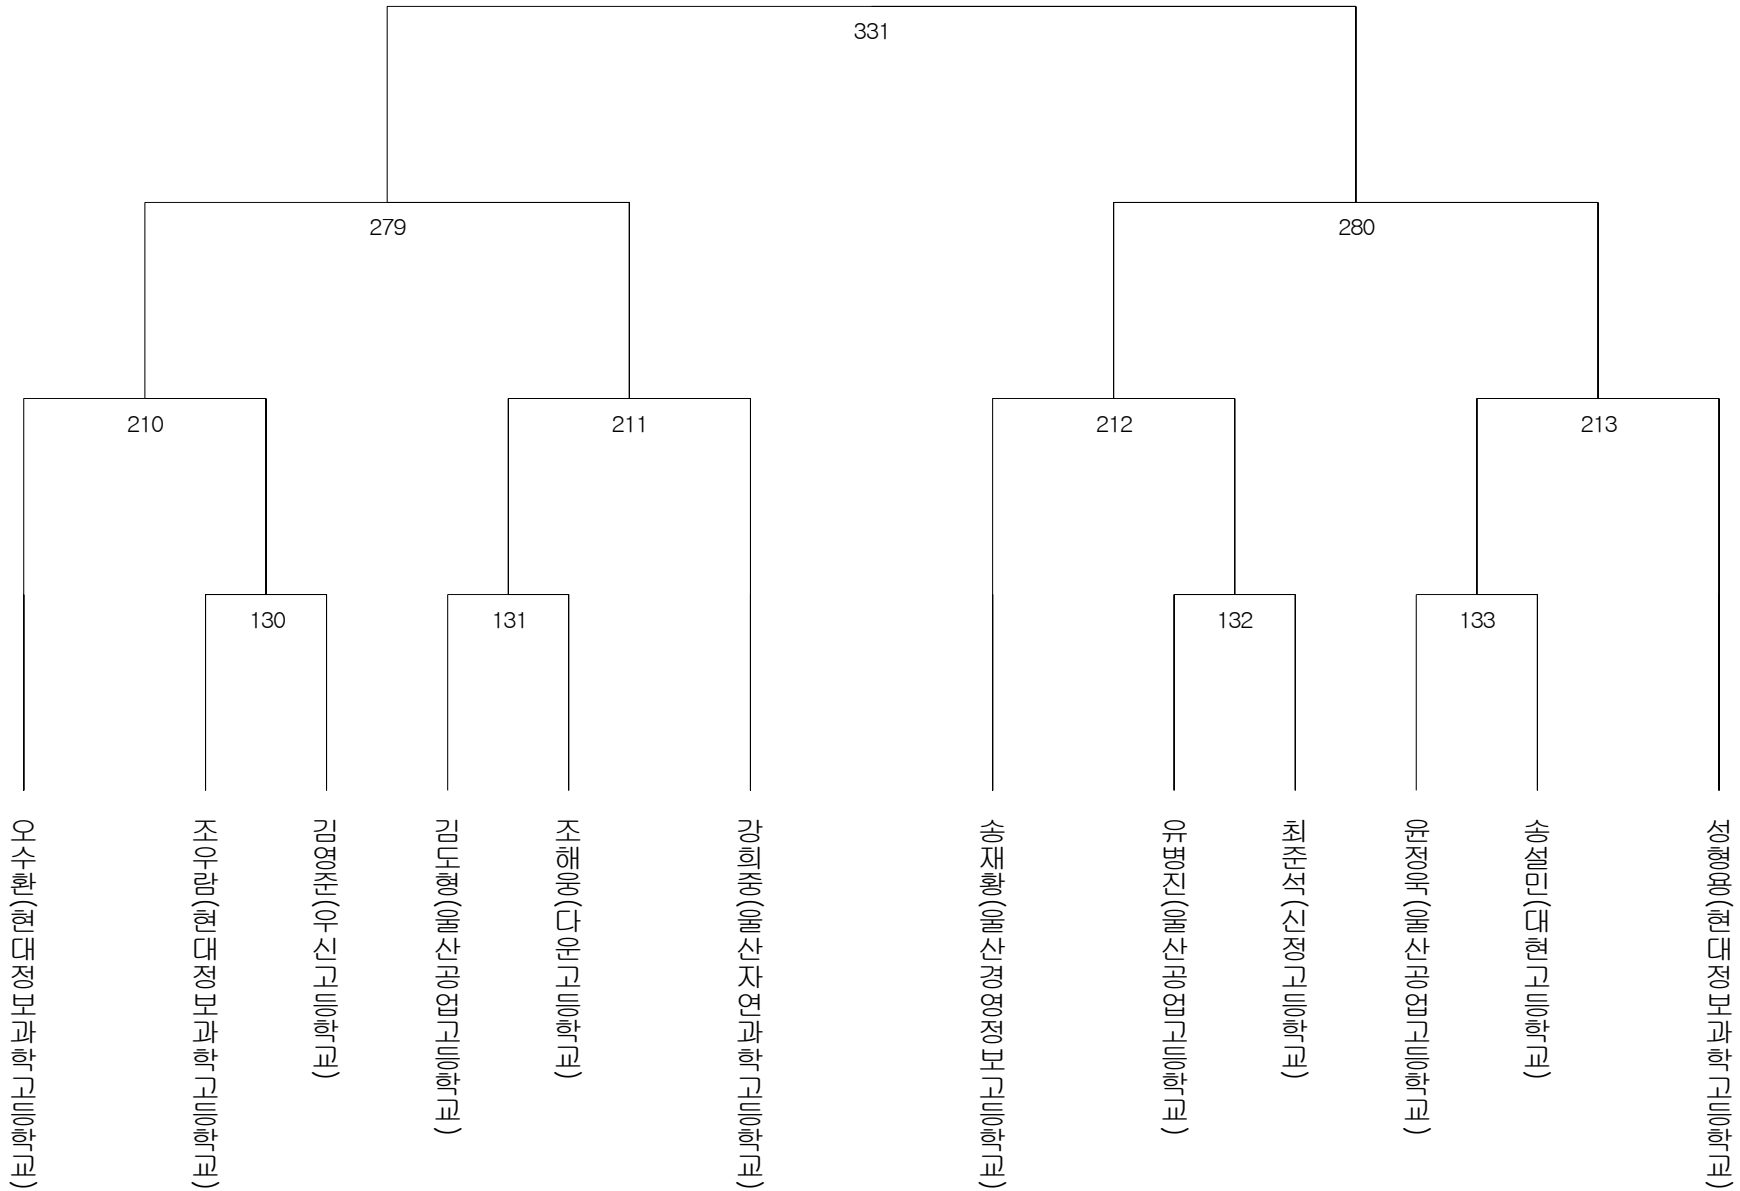 331
279
280
210
211
212
213
130
131
132
133
오수환(현대정보과학고등학교)
조우람(현대정보과학고등학교)
김영준(우신고등학교)
김도형(울산공업고등학교)
조해웅(다운고등학교)
강희중(울산자연과학고등학교)
송재황(울산경영정보고등학교)
유병진(울산공업고등학교)
최준석(신정고등학교)
윤정욱(울산공업고등학교)
송설민(대현고등학교)
성형용(현대정보과학고등학교)